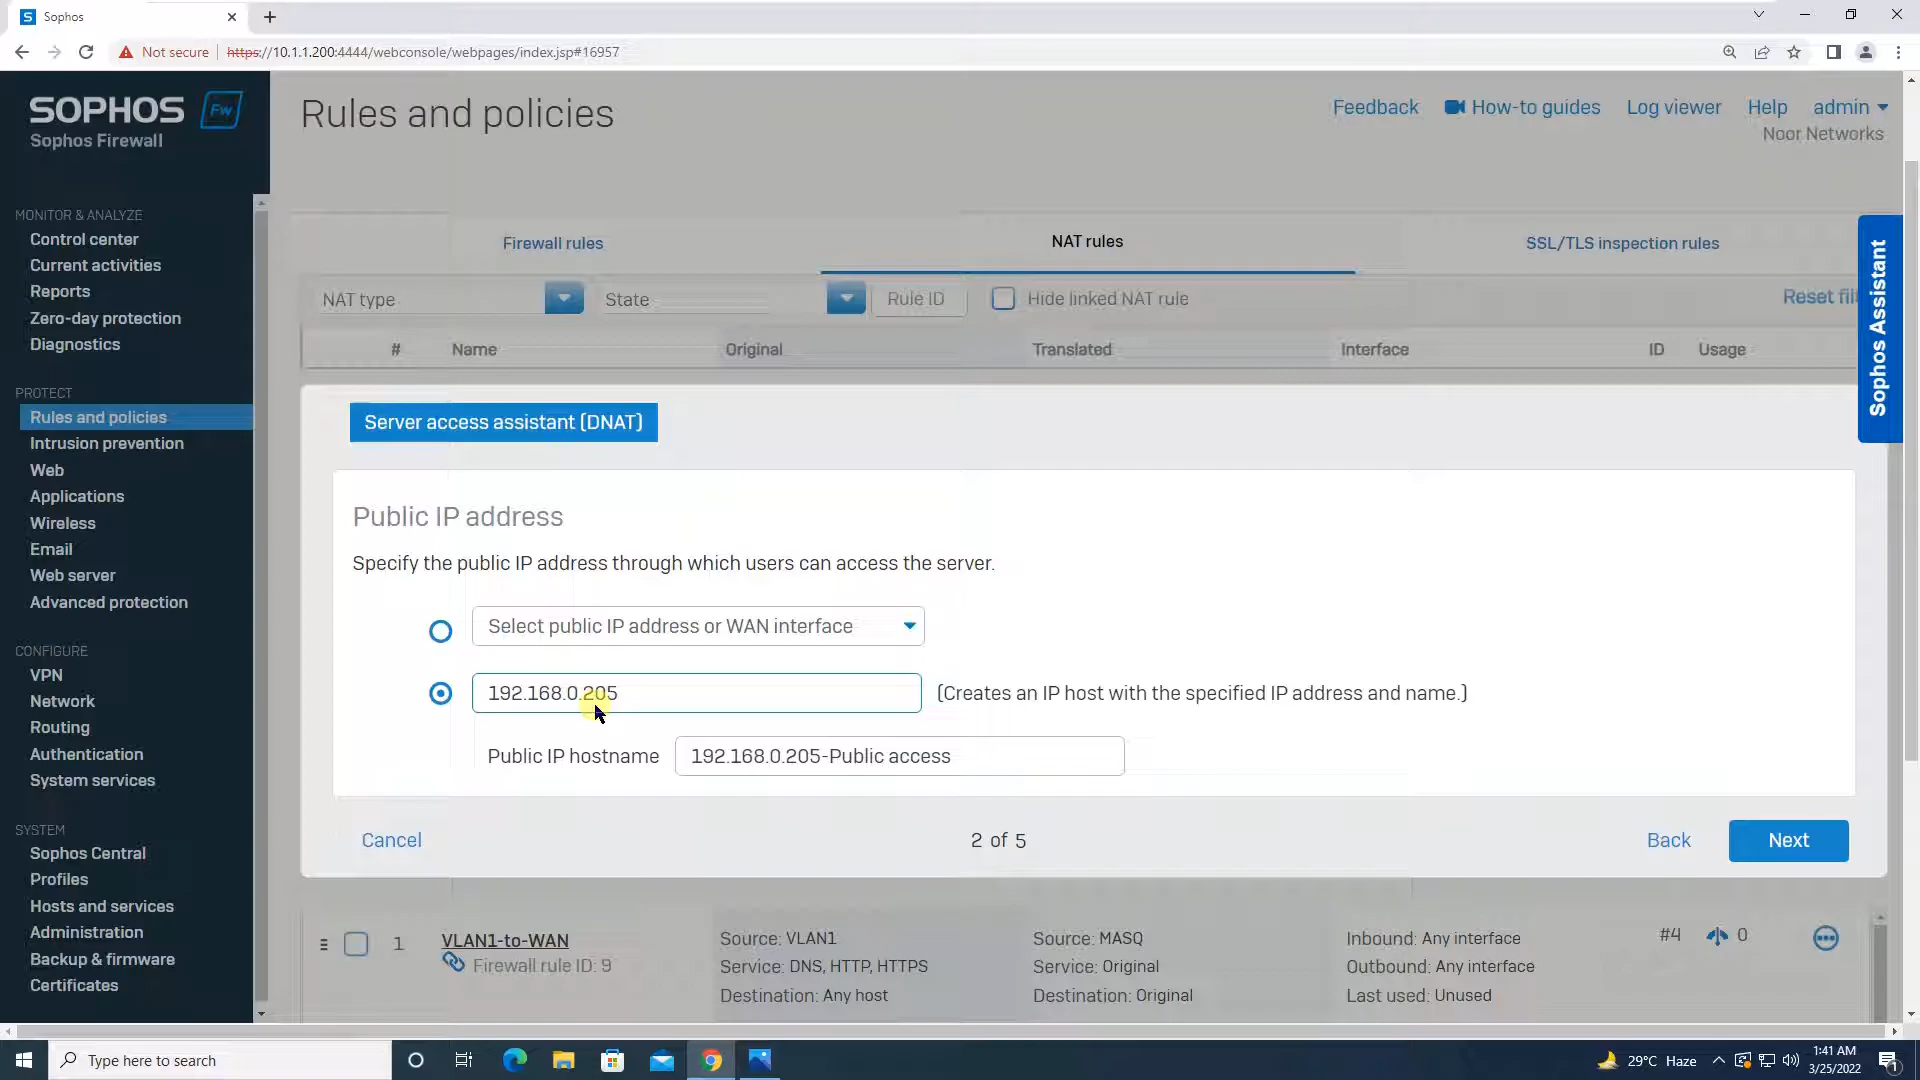 Sophos
Not secure https://10.1.1.200:4444/webconsole/webpages/index.jsp#16957
SOPHOS Fw
Sophos Firewall
Rules and policies
Feedback How-to guides Log viewer Help admin
Noor Networks
MONITOR & ANALYZE
Control center
Current activities
Reports
Zero-day protection
Diagnostics
PROTECT
Rules and policies
Intrusion prevention
Web
Applications
Wireless
Email
Web server
Advanced protection
CONFIGURE
VPN
Network
Routing
Authentication
System services
SYSTEM
Sophos Central
Profiles
Hosts and services
Administration
Backup & firmware
Certificates
Firewall rules NAT rules SSL/TLS inspection rules
NAT type State Rule ID Hide linked NAT rule Reset fil
# Name Original Translated Interface ID Usage
Sophos Assistant
Server access assistant (DNAT)
Public IP address
Specify the public IP address through which users can access the server.
Select public IP address or WAN interface
192.168.0.205 (Creates an IP host with the specified IP address and name.)
Public IP hostname 192.168.0.205-Public access
Cancel 2 of 5 Back Next
1 VLAN1-to-WAN Source: VLAN1 Source: MASQ Inbound: Any interface #4 0
Firewall rule ID: 9 Service: DNS, HTTP, HTTPS Service: Original Outbound: Any interface
Destination: Any host Destination: Original Last used: Unused
Type here to search
29°C Haze
1:41 AM
3/25/2022
1